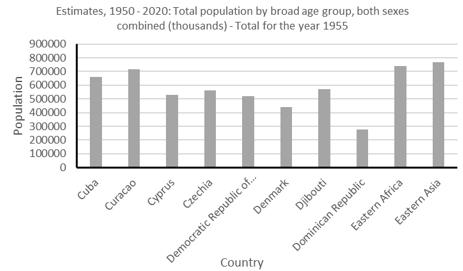 Estimates, 1950 - 2020: Total population by broad age group, both sexes
combined (thousands) - Total for the year 1955
900000
800000
700000
600000
500000
400000
300000
200000
100000
0
Population
Cuba
Curacao
Cyprus
Czechia
Democratic Republic of...
Denmark
Djibouti
Dominican Republic
Eastern Africa
Eastern Asia
Country